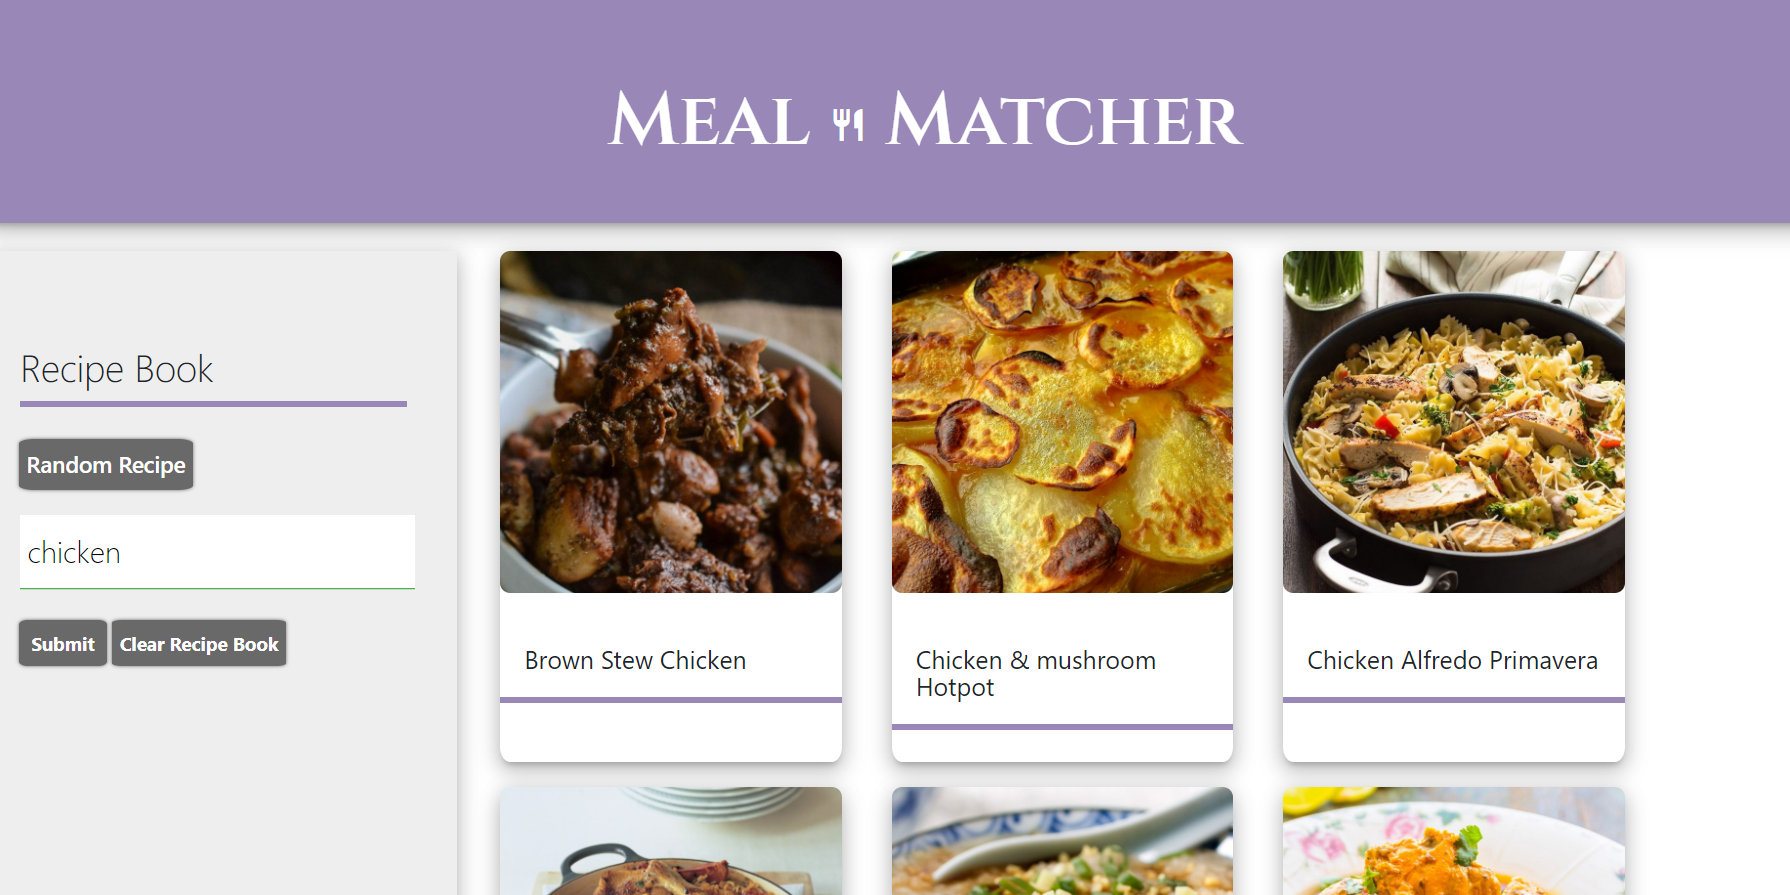 MEAL MATCHER
Recipe Book
Random Recipe
chicken
Submit Clear Recipe Book
Brown Stew Chicken
Chicken & mushroom
Hotpot
Chicken Alfredo Primavera